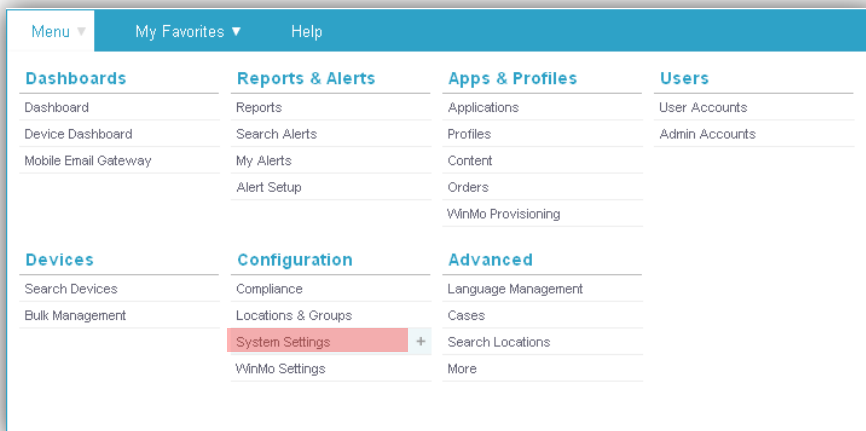 Menu ▼ My Favorites ▼ Help
Dashboards
Dashboard
Device Dashboard
Mobile Email Gateway
Reports & Alerts
Reports
Search Alerts
My Alerts
Alert Setup
Apps & Profiles
Applications
Profiles
Content
Orders
WinMo Provisioning
Users
User Accounts
Admin Accounts
Devices
Search Devices
Bulk Management
Configuration
Compliance
Locations & Groups
System Settings +
WinMo Settings
Advanced
Language Management
Cases
Search Locations
More